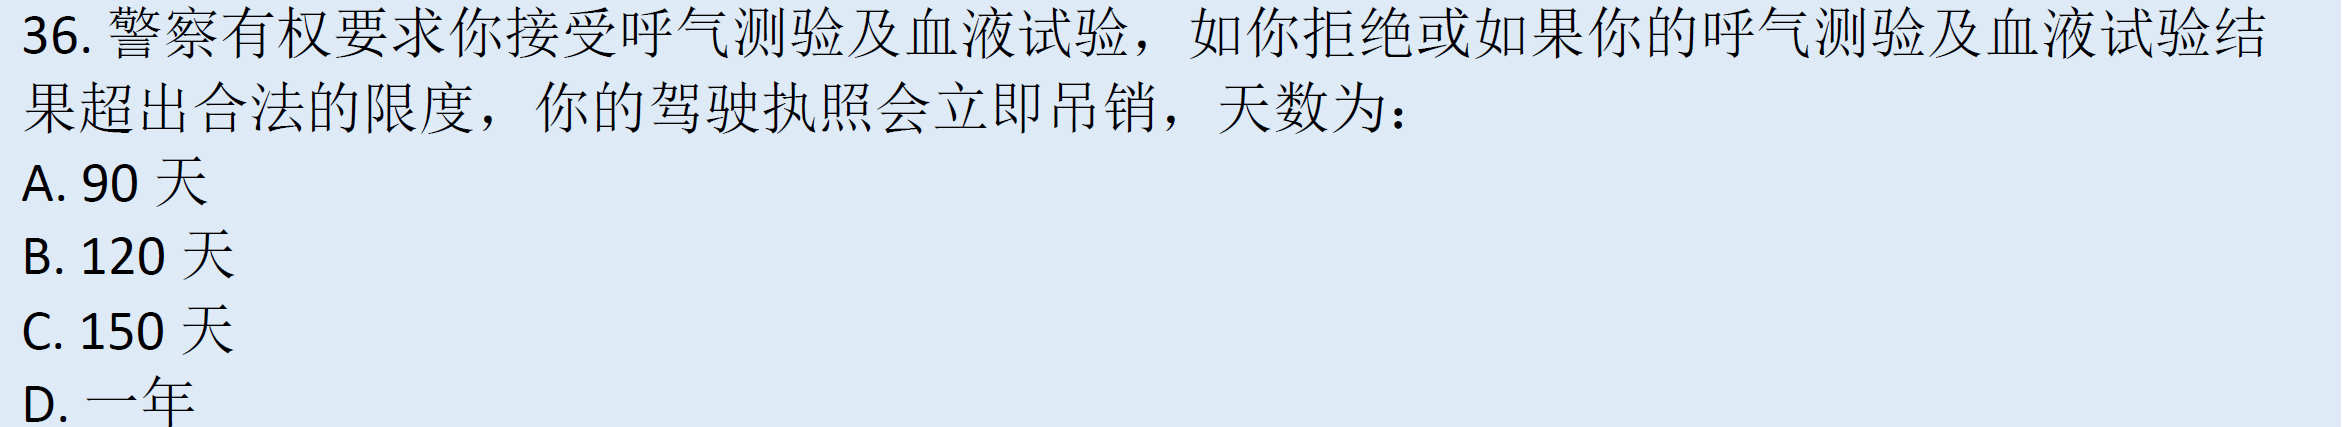 36. 警察有权要求你接受呼气测验及血液试验，如你拒绝或如果你的呼气测验及血液试验结
果超出合法的限度，你的驾驶执照会立即吊销，天数为：
A. 90 天
B. 120 天
C. 150 天
D. 一年